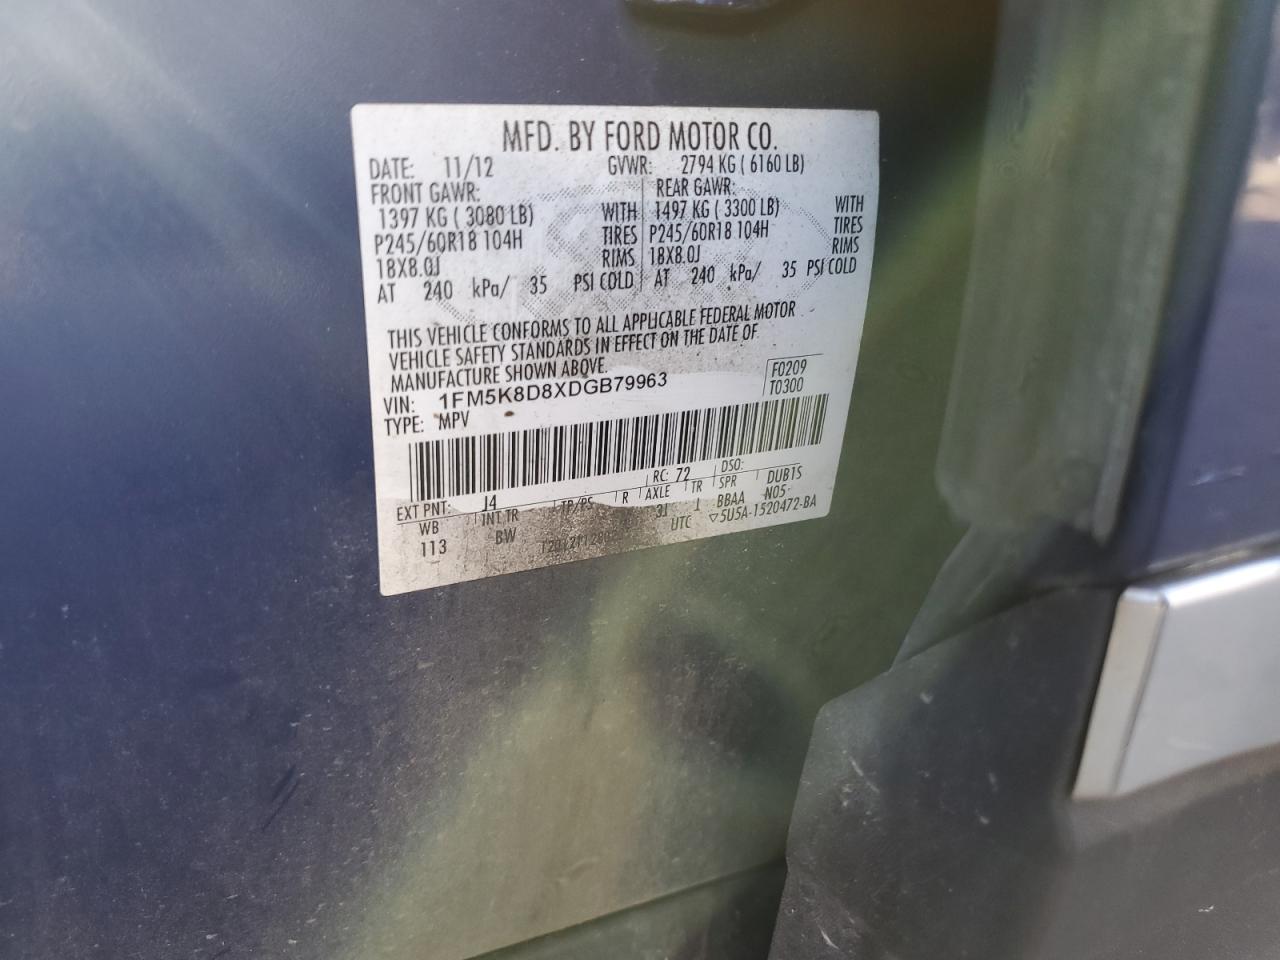 MFD. BY FORD MOTOR CO.
DATE: 11/12 GVWR: 2794 KG ( 6160 LB)
FRONT GAWR: REAR GAWR:
1397 KG ( 3080 LB) WITH 1497 KG ( 3300 LB) WITH
P245/60R18 104H TIRES P245/60R18 104H TIRES
18X8.0J RIMS 18X8.0J RIMS
AT 240 kPa/ 35 PSI COLD AT 240 kPa/ 35 PSI COLD
THIS VEHICLE CONFORMS TO ALL APPLICABLE FEDERAL MOTOR
VEHICLE SAFETY STANDARDS IN EFFECT ON THE DATE OF
MANUFACTURE SHOWN ABOVE.
VIN: 1FM5K8D8XDGB79963 F0209
TYPE: MPV T0300
EXT PNT: J4 RC: 72 DSO:
WB INT TR TP/PS R AXLE TR SPR DUB1S
113 BW 3J BBAA N05
UTC ▽5U5A-1520472-BA